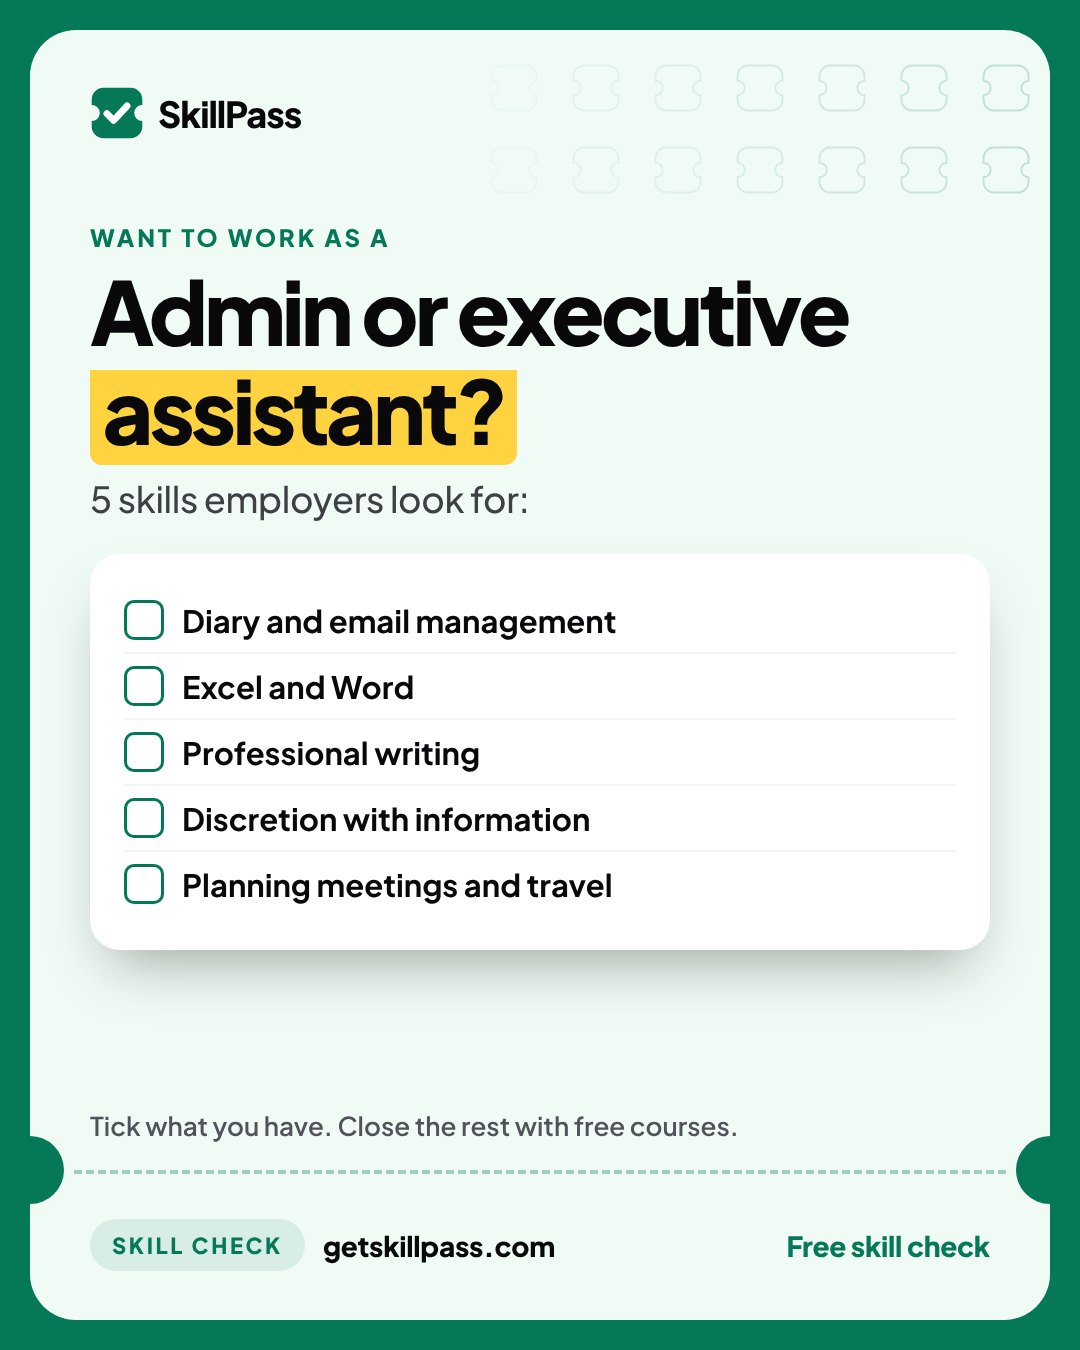 SkillPass
WANT TO WORK AS A
Admin or executive
assistant?
5 skills employers look for:
Diary and email management
Excel and Word
Professional writing
Discretion with information
Planning meetings and travel
Tick what you have. Close the rest with free courses.
SKILL CHECK getskillpass.com Free skill check